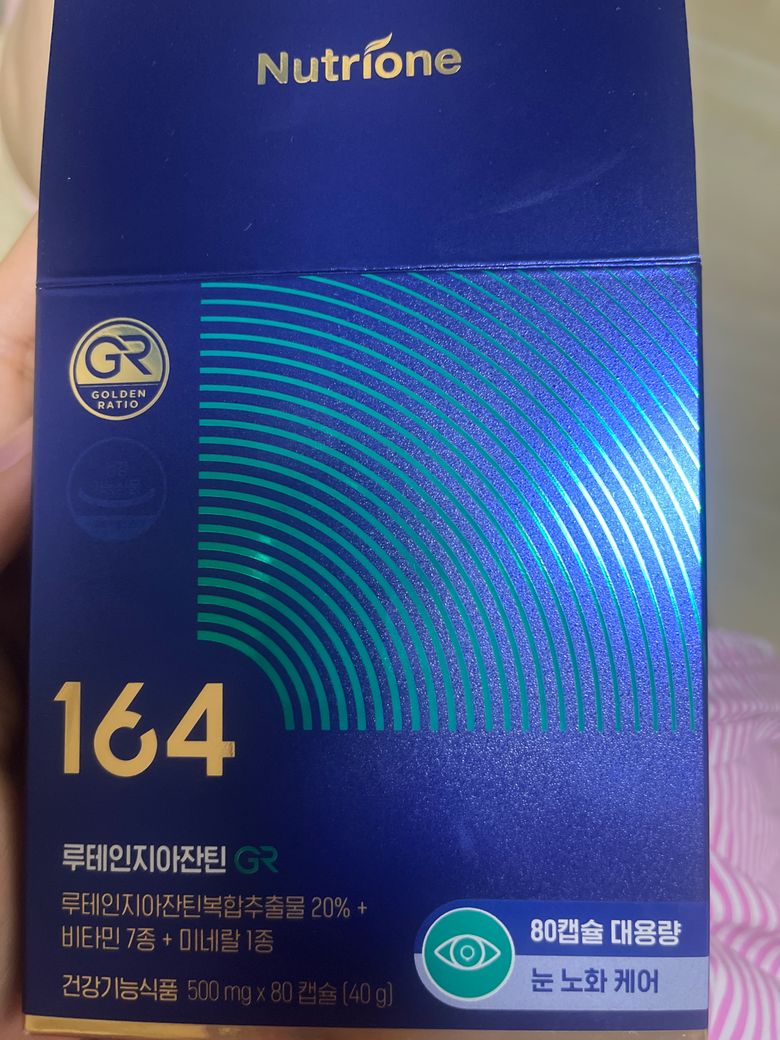 Nutrione
GR
GOLDEN
RATIO
164
루테인지아잔틴 GR
루테인지아잔틴복합추출물 20% +
비타민 7종 + 미네랄 1종
건강기능식품 500 mg x 80 캡슐 (40 g)
80캡슐 대용량
눈 노화 케어